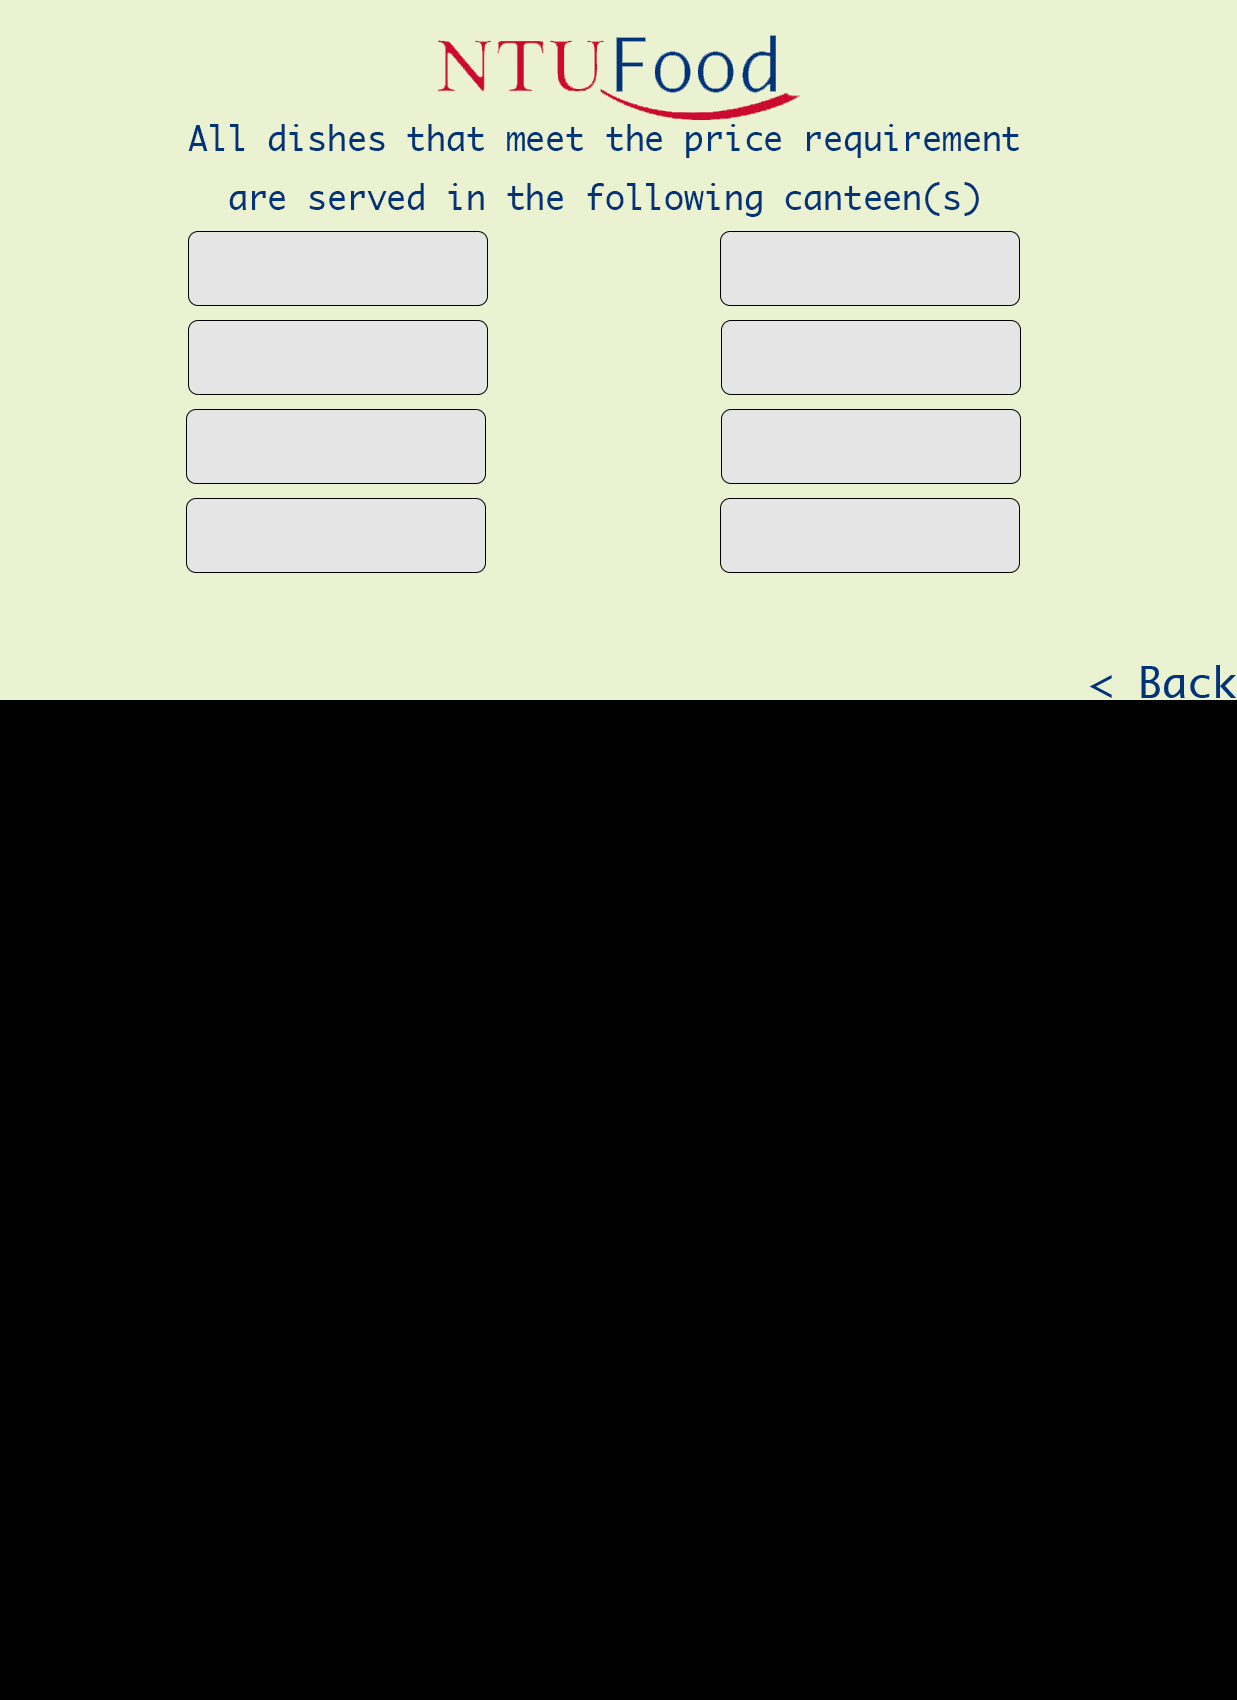 NTUFood
All dishes that meet the price requirement
are served in the following canteen(s)
< Back